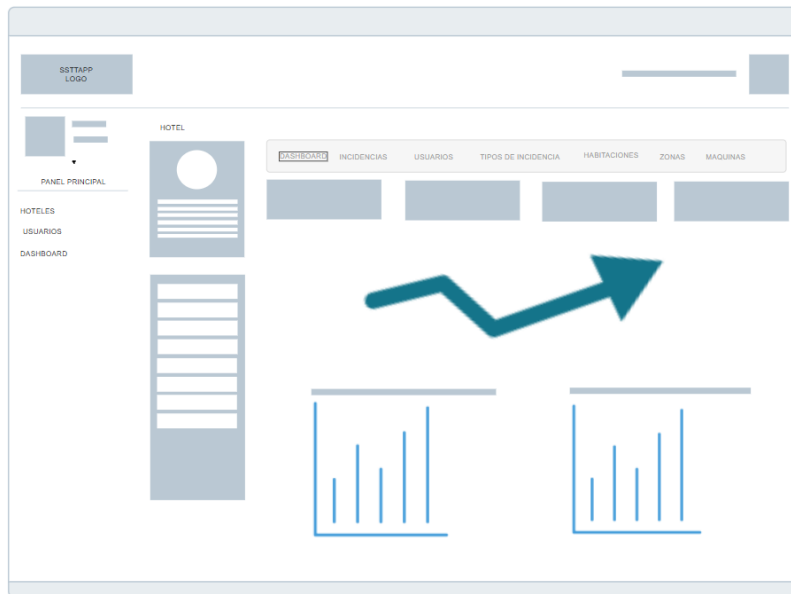 SSTTAPP
LOGO
HOTEL
PANEL PRINCIPAL
HOTELES
USUARIOS
DASHBOARD
DASHBOARD INCIDENCIAS USUARIOS TIPOS DE INCIDENCIA HABITACIONES ZONAS MAQUINAS